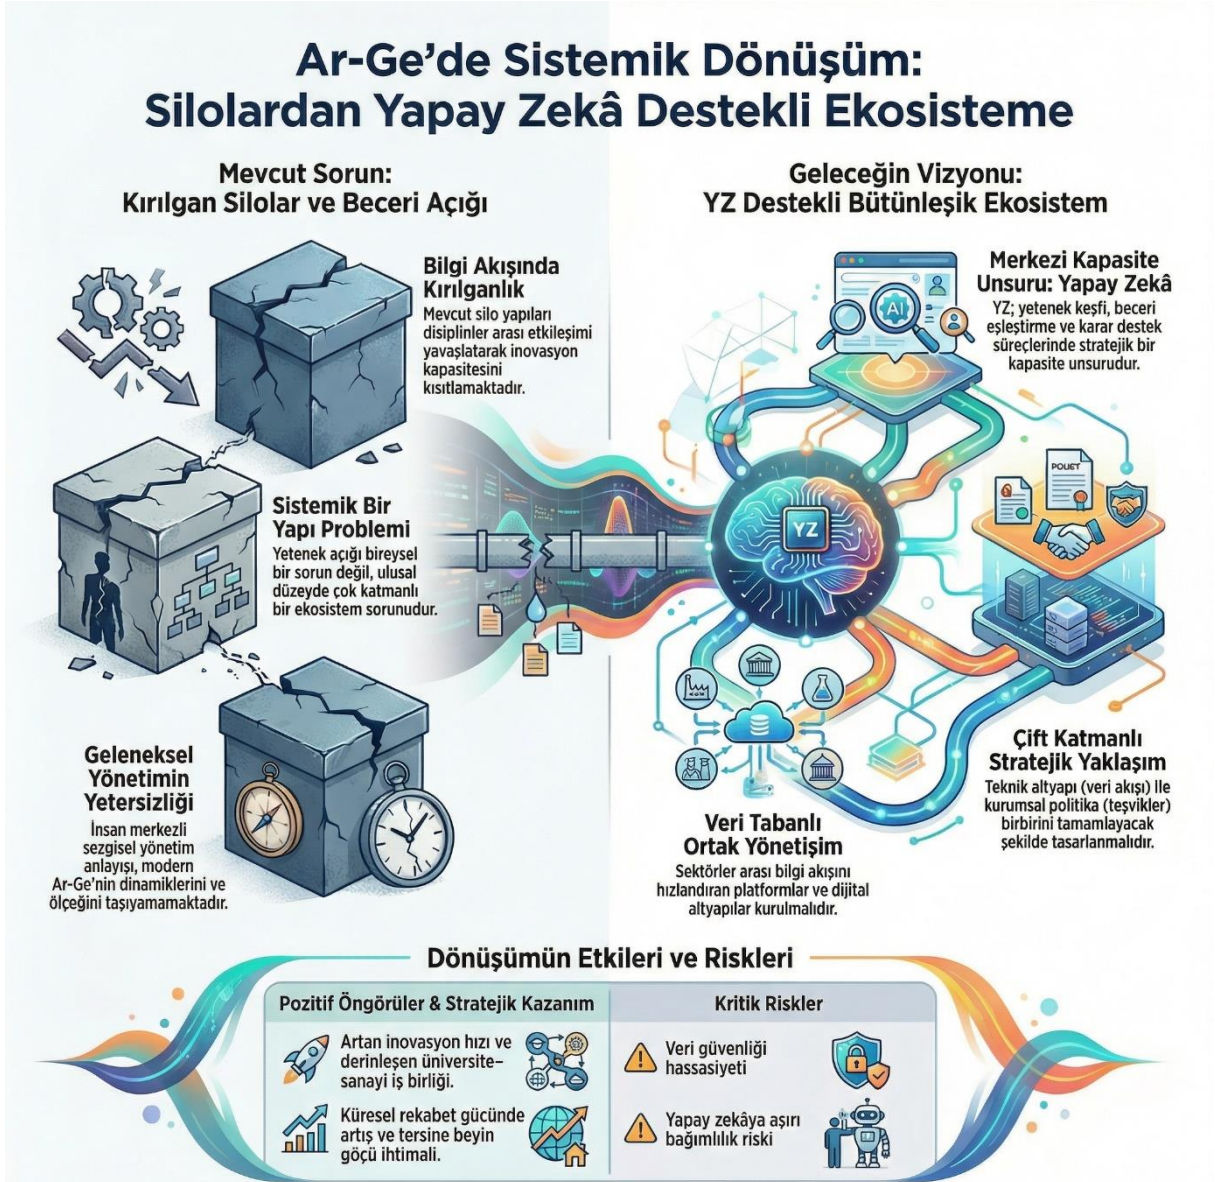 Ar-Ge’de Sistemik Dönüşüm:
Silolardan Yapay Zekâ Destekli Ekosisteme
Mevcut Sorun:
Kırılgan Silolar ve Beceri Açığı
Bilgi Akışında
Kırılganlık
Mevcut silo yapıları
disiplinler arası etkileşimi
yavaşlatarak inovasyon
kapasitesini
kısıtlamaktadır.
Sistemik Bir
Yapı Problemi
Yetenek açığı bireysel
bir sorun değil, ulusal
düzeyde çok katmanlı
bir ekosistem sorunudur.
Geleneksel
Yönetimin
Yetersizliği
İnsan merkezli
sezgisel yönetim
anlayışı, modern
Ar-Ge’nin dinamiklerini ve
ölçeğini taşıyamamaktadır.
Geleceğin Vizyonu:
YZ Destekli Bütünleşik Ekosistem
AI
Merkezi Kapasite
Unsuru: Yapay Zekâ
YZ; yetenek keşfi, beceri
eşleştirme ve karar destek
süreçlerinde stratejik bir
kapasite unsurudur.
YZ
Çift Katmanlı
Stratejik Yaklaşım
Teknik altyapı (veri akışı) Ile
kurumsal politika (teşvikler)
birbirini tamamlayacak
şekilde tasarlanmalıdır.
Veri Tabanlı
Ortak Yönetişim
Sektörler arası bilgi akışını
hızlandıran platformlar ve dijital
altyapılar kurulmalıdır.
Dönüşümün Etkileri ve Riskleri
Pozitif Öngörüler & Stratejik Kazanım
Artan inovasyon hızı ve
derinleşen üniversite–
sanayi iş birliği.
Küresel rekabet gücünde
artış ve tersine beyin
göçü ihtimali.
Kritik Riskler
Veri güvenliği
hassasiyeti
Yapay zekâya aşırı
bağımlılık riski